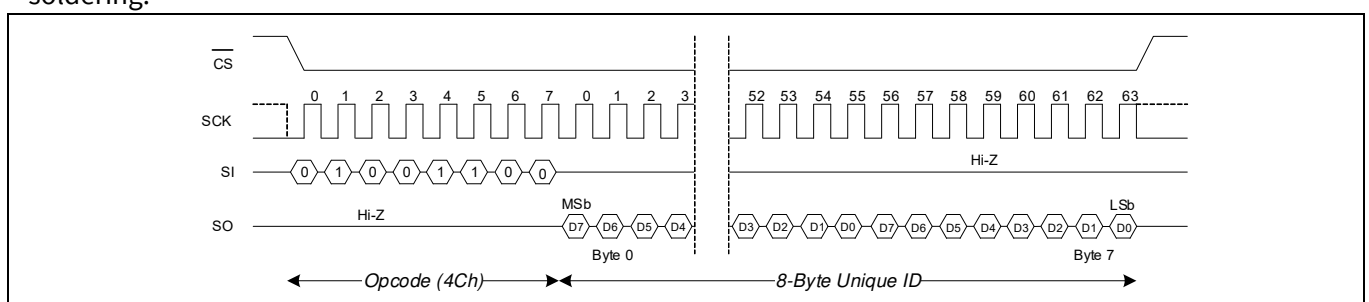 soldering.
CS
0 1 2 3 4 5 6 7 0 1 2 3 52 53 54 55 56 57 58 59 60 61 62 63
SCK
Hi-Z
SI 0 1 0 0 1 1 0 0
MSb LSb
Hi-Z
SO D7 D6 D5 D4 D3 D2 D1 D0 D7 D6 D5 D4 D3 D2 D1 D0
Byte 0 Byte 7
Opcode (4Ch) 8-Byte Unique ID